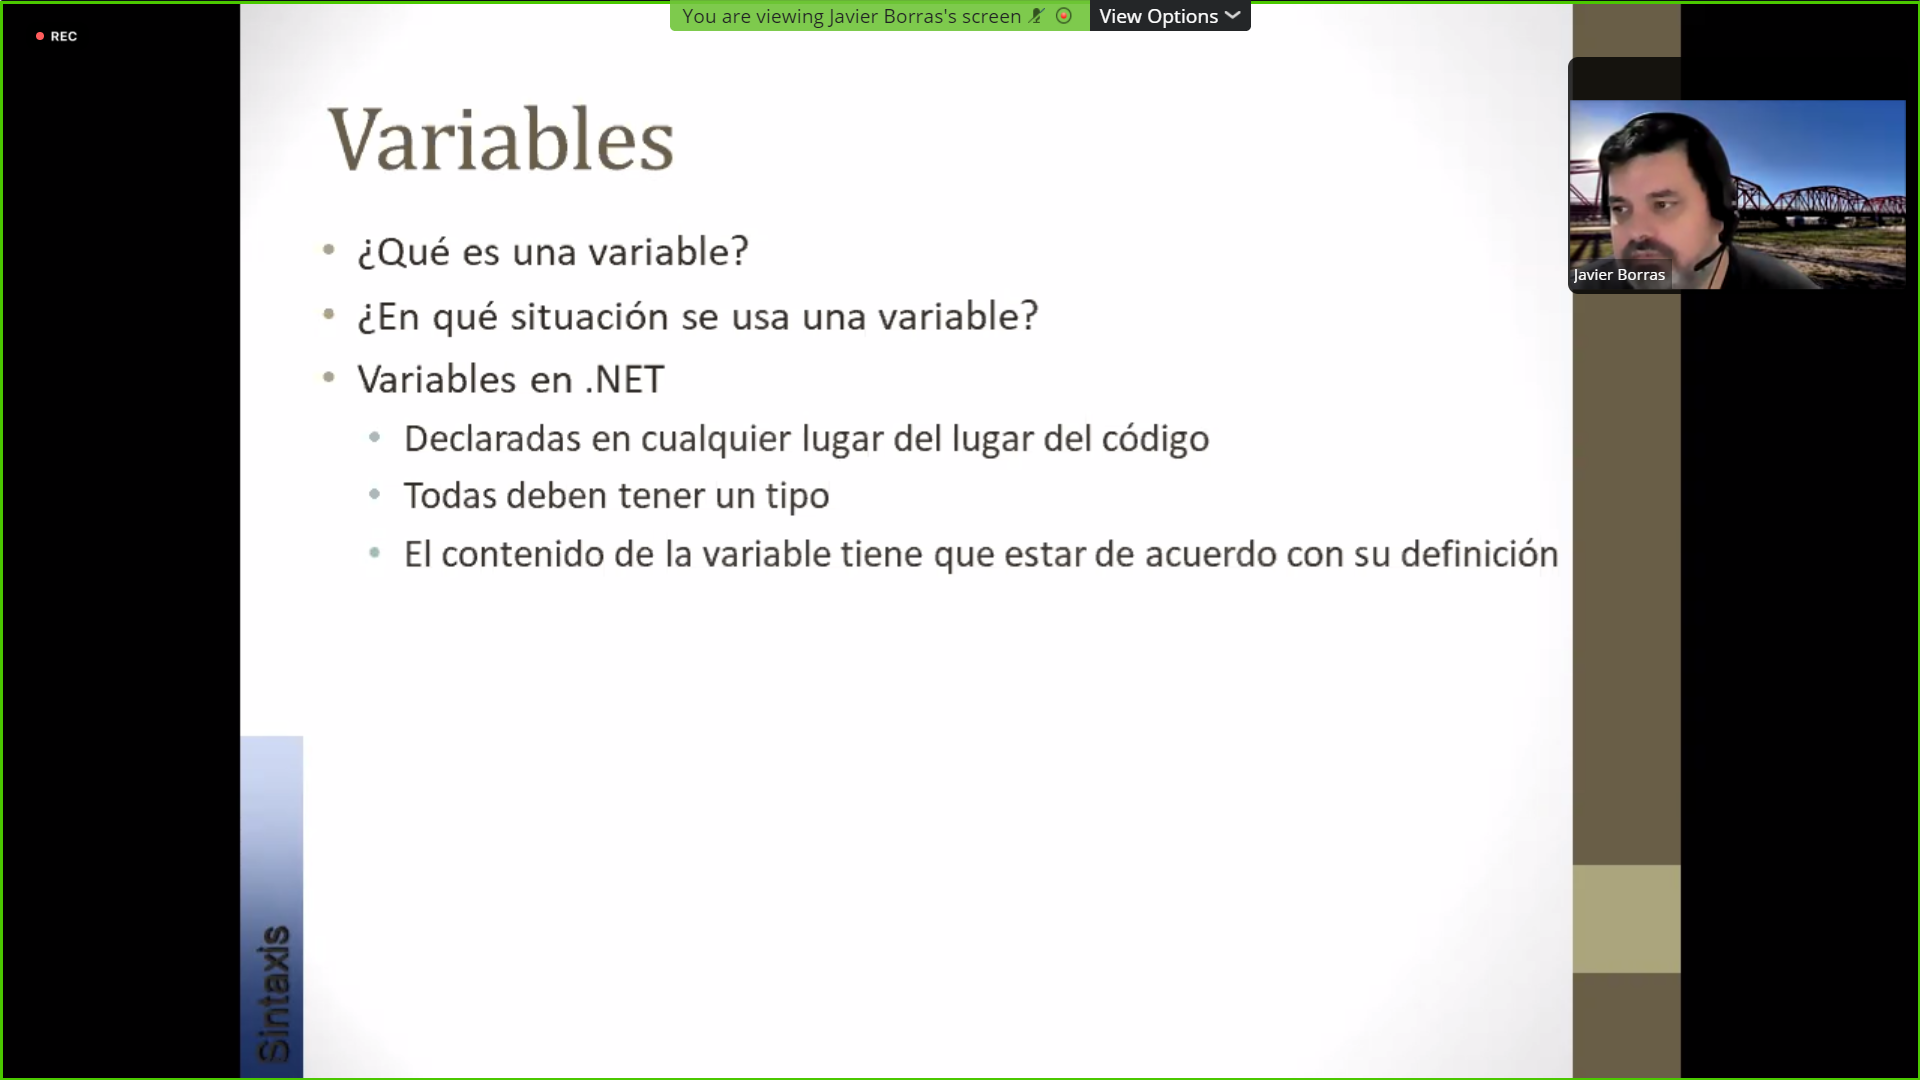 You are viewing Javier Borras's screen
View Options
REC
Variables
Javier Borras
• ¿Qué es una variable?
• ¿En qué situación se usa una variable?
• Variables en .NET
• Declaradas en cualquier lugar del lugar del código
• Todas deben tener un tipo
• El contenido de la variable tiene que estar de acuerdo con su definición
Sintaxis